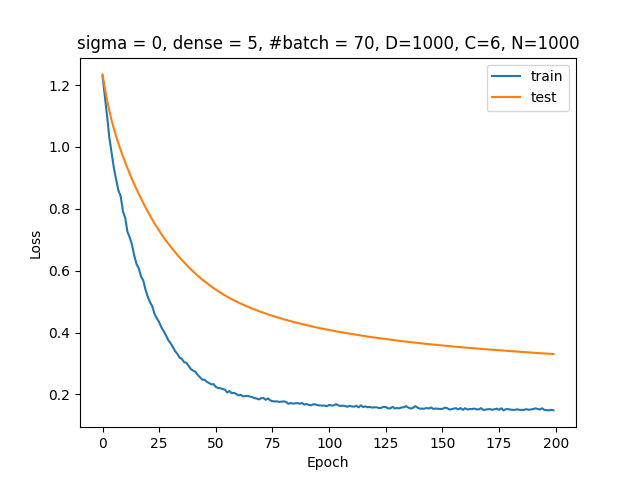 sigma = 0, dense = 5, #batch = 70, D=1000, C=6, N=1000
train
test
1.2
1.0
0.8
0.6
0.4
0.2
Loss
0 25 50 75 100 125 150 175 200
Epoch